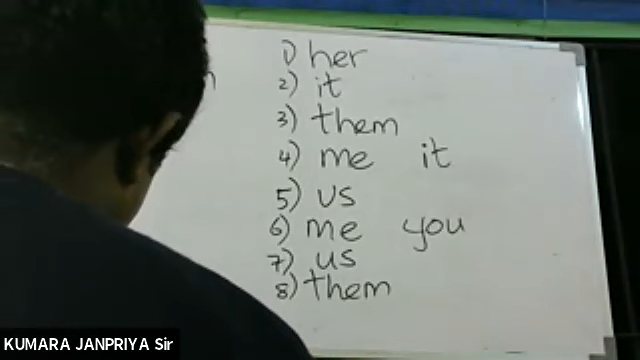 1) her
2) it
3) them
4) me it
5) us
6) me you
7) us
8) them
KUMARA JANPRIYA Sir